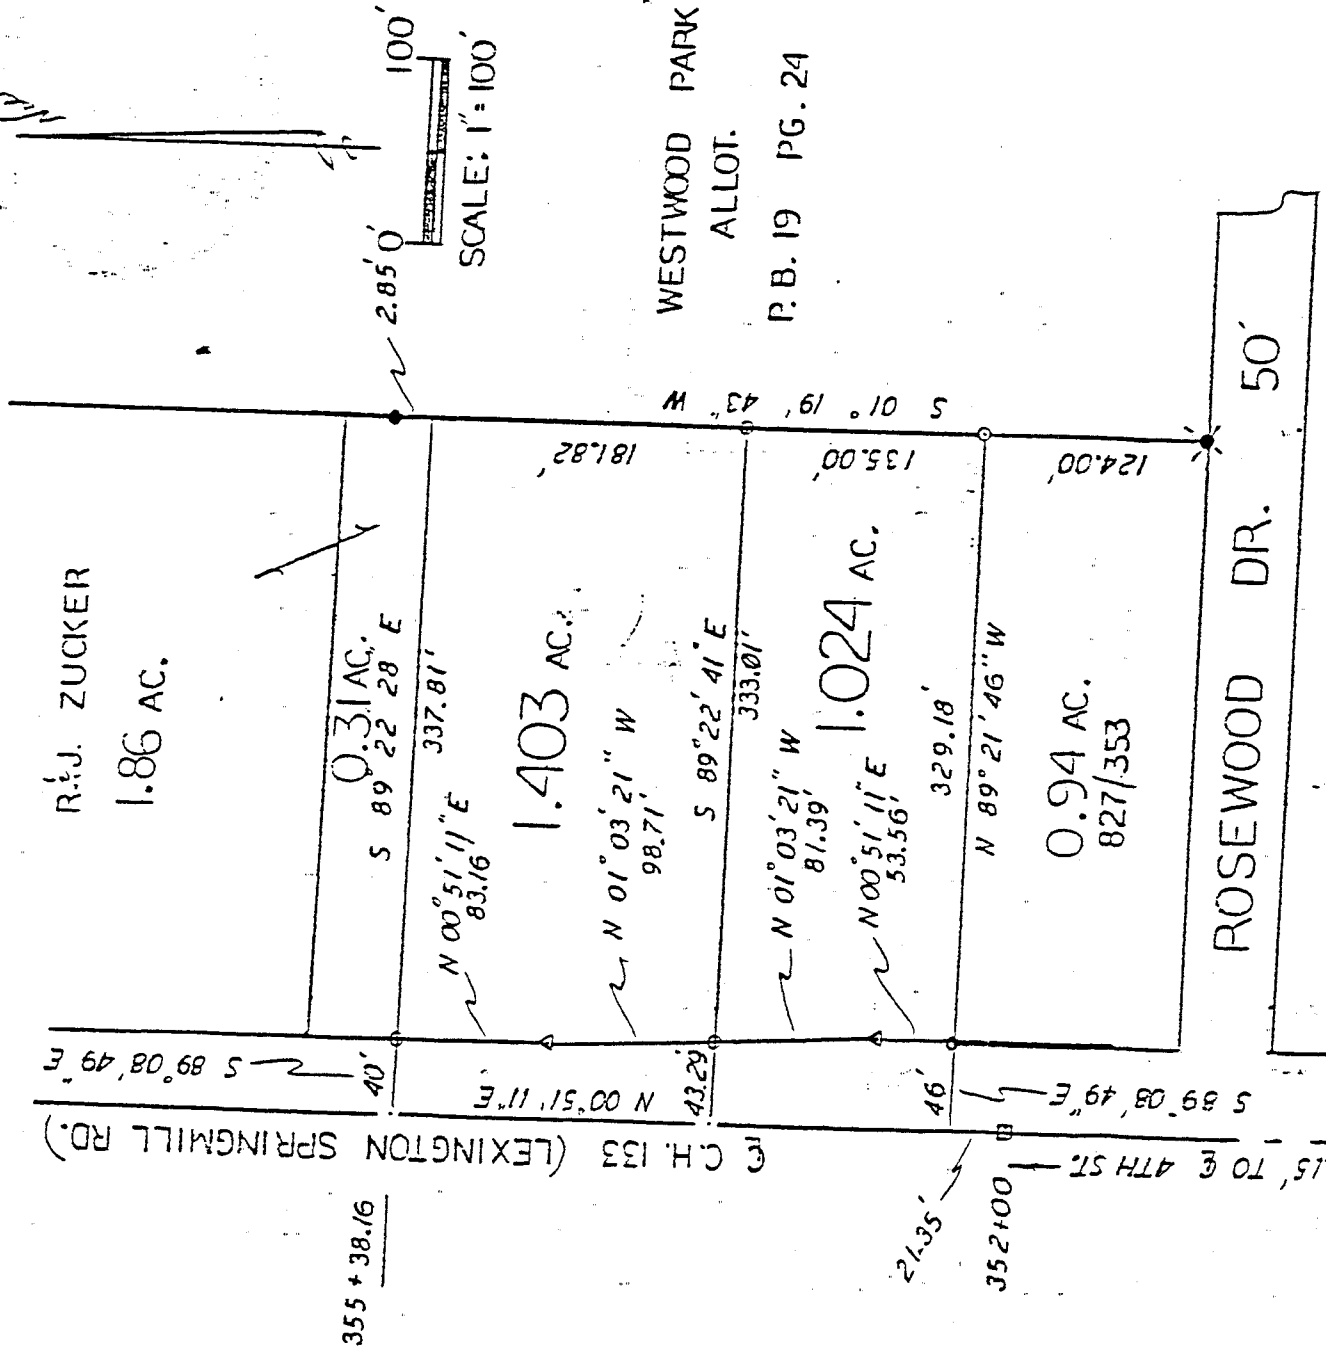 100'
0'
SCALE: 1"=100'
2.85'
WESTWOOD PARK
ALLOT.
P.B. 19 PG. 24
R.&J. ZUCKER
1.86 AC.
0.31 AC.
S 89° 22' 28 E
337.81'
N 00° 51' 11" E
83.16'
1.403 AC.
181.82'
N 01° 03' 21" W
98.71'
S 89° 22' 41" E
333.01'
S 01° 19' 43" W
N 01° 03' 21" W
81.39'
1.024 AC.
135.00'
N 00° 51' 11" E
53.56'
329.18'
N 89° 21' 46" W
0.94 AC.
827/353
124.00'
ROSEWOOD DR. 50'
S 89° 08' 49" E
40'
N 00° 51' 11" E
43.29'
46'
S 89° 08' 49" E
℄ C.H. 133 (LEXINGTON SPRINGMILL RD.)
15' TO ℄ 4TH ST.
355 + 38.16
21.35'
352+00